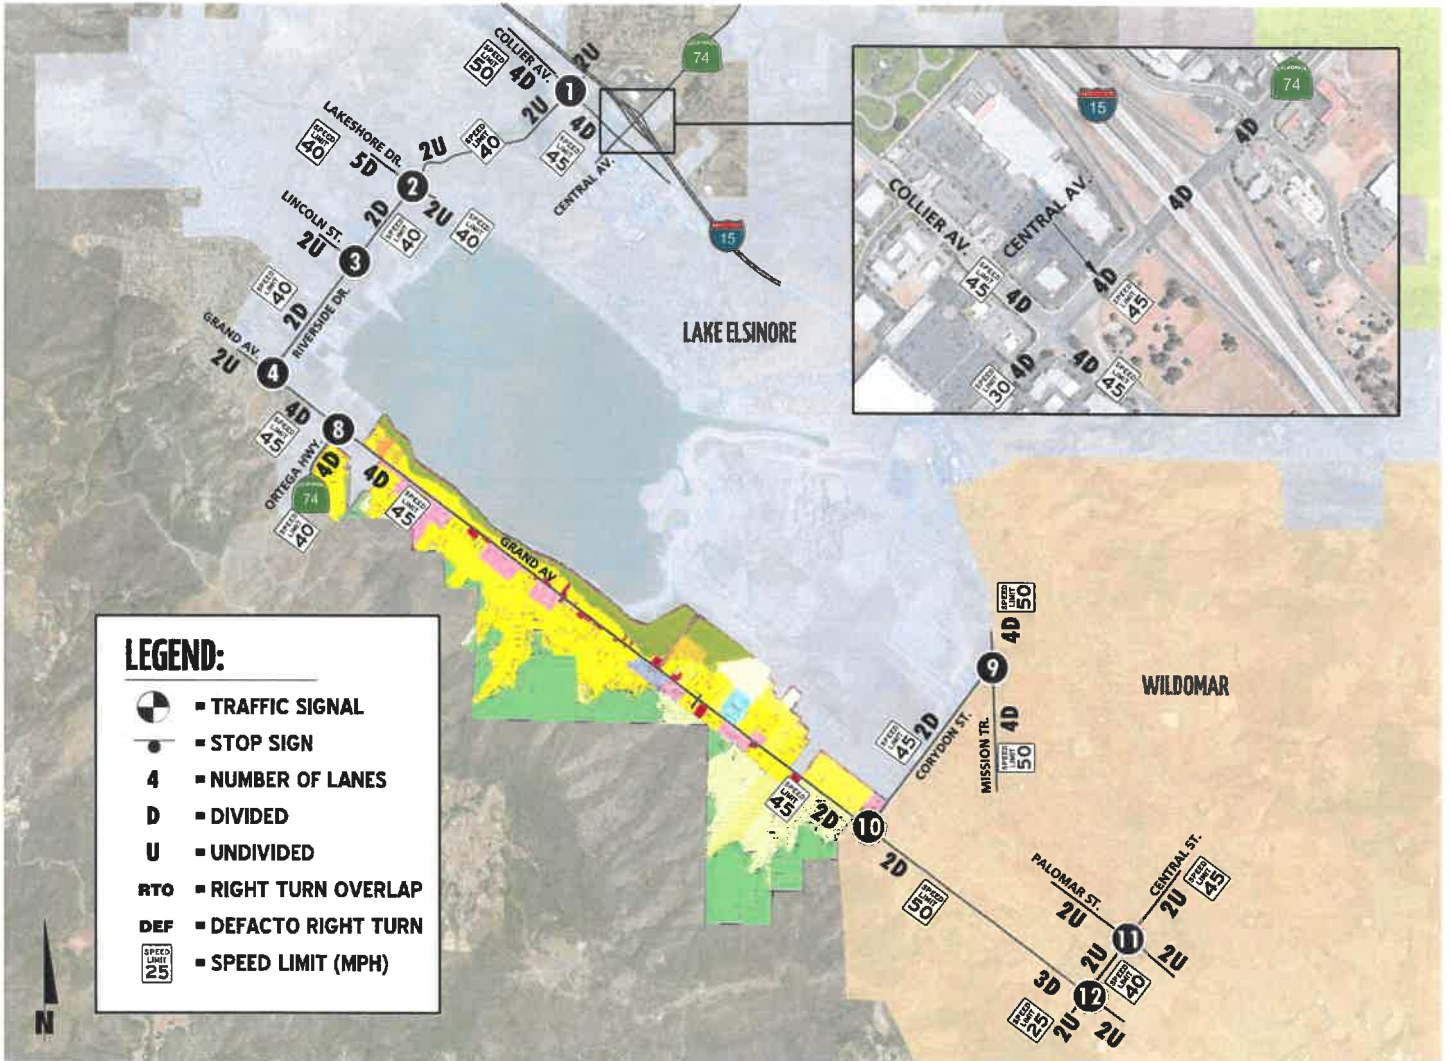 COLLIER AV.
SPEED LIMIT 50
4D
2U
1
CALIFORNIA 74
2U
4D
SPEED LIMIT 45
CENTRAL AV.
LAKESHORE DR.
SPEED LIMIT 40
5D
2U
SPEED LIMIT 40
2
2U
SPEED LIMIT 40
LINCOLN ST.
2U
2D
SPEED LIMIT 40
3
15
SPEED LIMIT 40
2D
RIVERSIDE DR.
GRAND AV.
2U
4
LAKE ELSINORE
4D
SPEED LIMIT 45
8
ORTEGA HWY.
4D
74
SPEED LIMIT 40
4D
SPEED LIMIT 45
GRAND AV
15
CALIFORNIA 74
4D
4D
COLLIER AV.
CENTRAL AV.
SPEED LIMIT 45
4D
4D
SPEED LIMIT 45
4D
SPEED LIMIT 30
4D
SPEED LIMIT 45
SPEED LIMIT 50
4D
9
WILDOMAR
4D
MISSION TR.
SPEED LIMIT 50
SPEED LIMIT 45
2D
CORYDON ST.
SPEED LIMIT 45
2D
10
2D
SPEED LIMIT 50
PALOMAR ST.
2U
CENTRAL ST.
2U
SPEED LIMIT 45
11
2U
2U
SPEED LIMIT 40
3D
12
SPEED LIMIT 25
2U
2U
LEGEND:
= TRAFFIC SIGNAL
= STOP SIGN
4 = NUMBER OF LANES
D = DIVIDED
U = UNDIVIDED
RTO = RIGHT TURN OVERLAP
DEF = DEFACTO RIGHT TURN
SPEED LIMIT 25 = SPEED LIMIT (MPH)
N